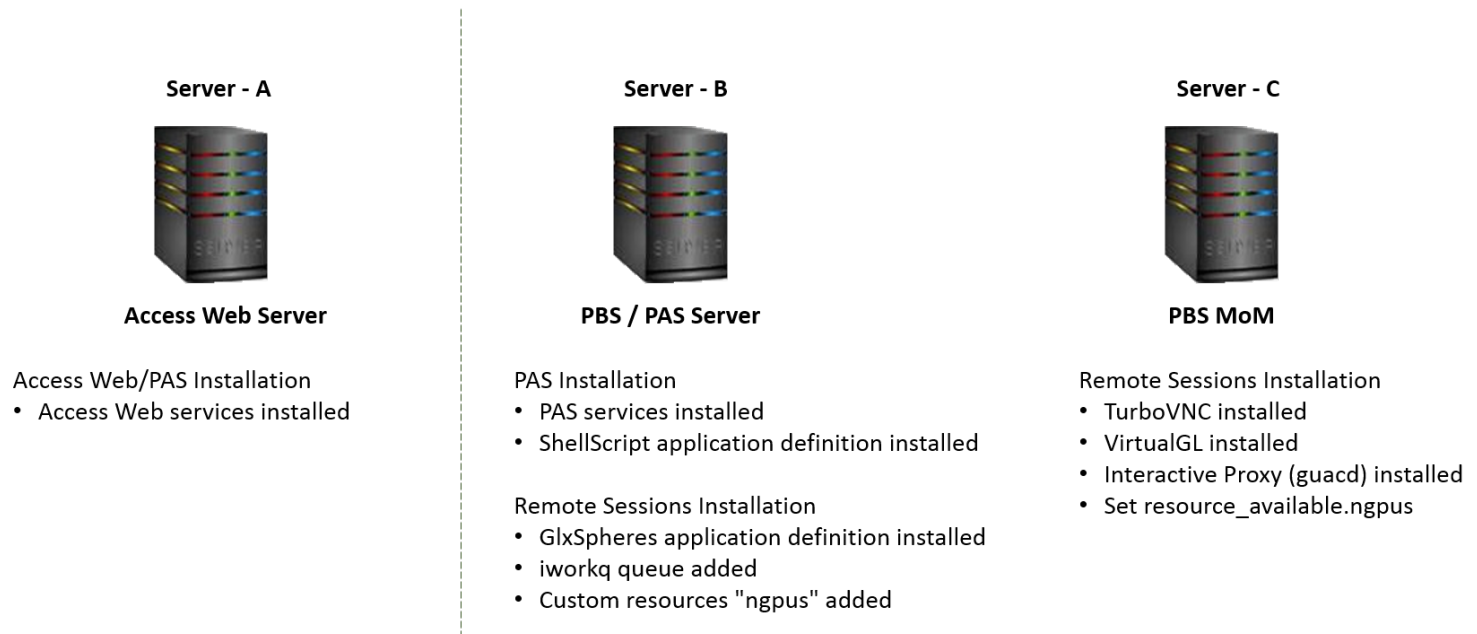 Server - A
Access Web Server
Access Web/PAS Installation
• Access Web services installed
Server - B
PBS / PAS Server
PAS Installation
• PAS services installed
• ShellScript application definition installed
Remote Sessions Installation
• GlxSpheres application definition installed
• iworkq queue added
• Custom resources "ngpus" added
Server - C
PBS MoM
Remote Sessions Installation
• TurboVNC installed
• VirtualGL installed
• Interactive Proxy (guacd) installed
• Set resource_available.ngpus